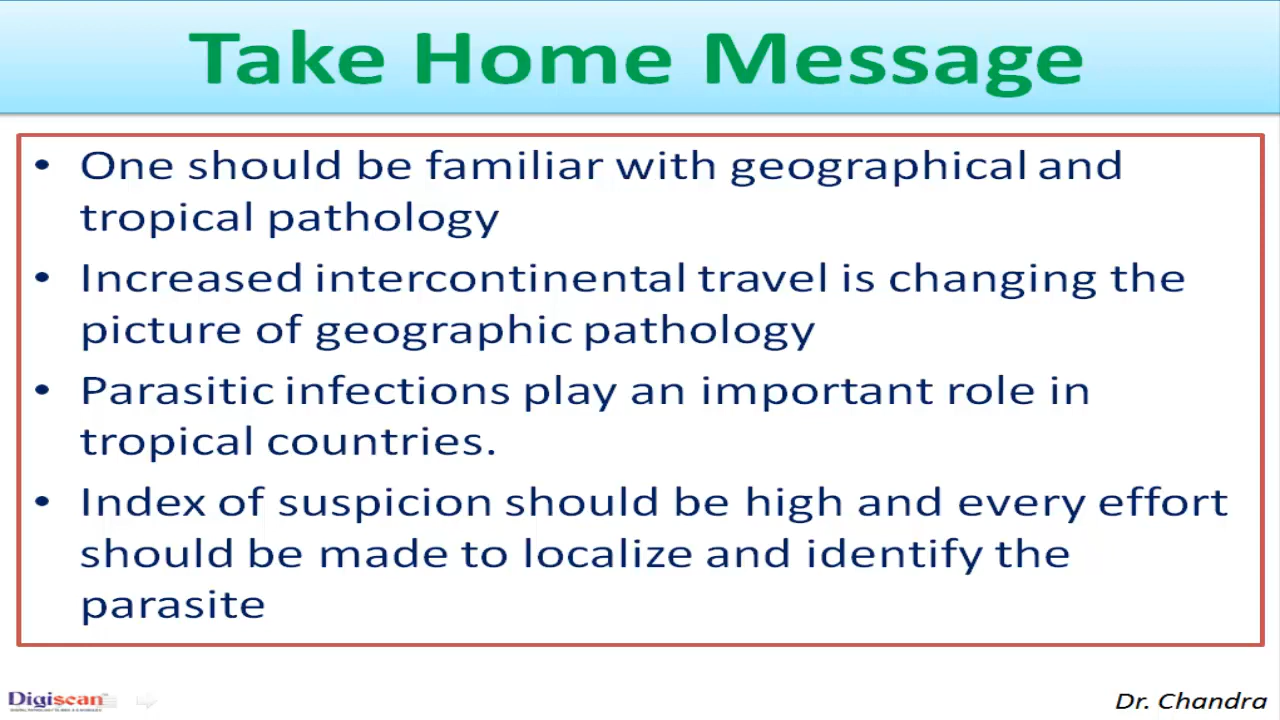 Take Home Message
• One should be familiar with geographical and
tropical pathology
• Increased intercontinental travel is changing the
picture of geographic pathology
• Parasitic infections play an important role in
tropical countries.
• Index of suspicion should be high and every effort
should be made to localize and identify the
parasite
Digiscan
Dr. Chandra